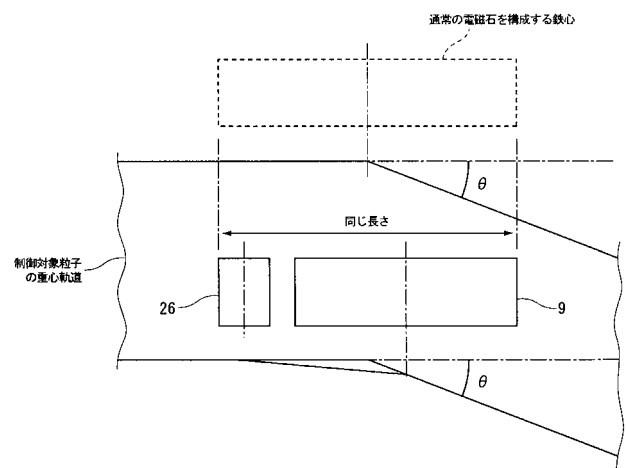 通常の電磁石を構成する鉄心
θ
同じ長さ
制御対象粒子
の重心軌道
26
9
θ